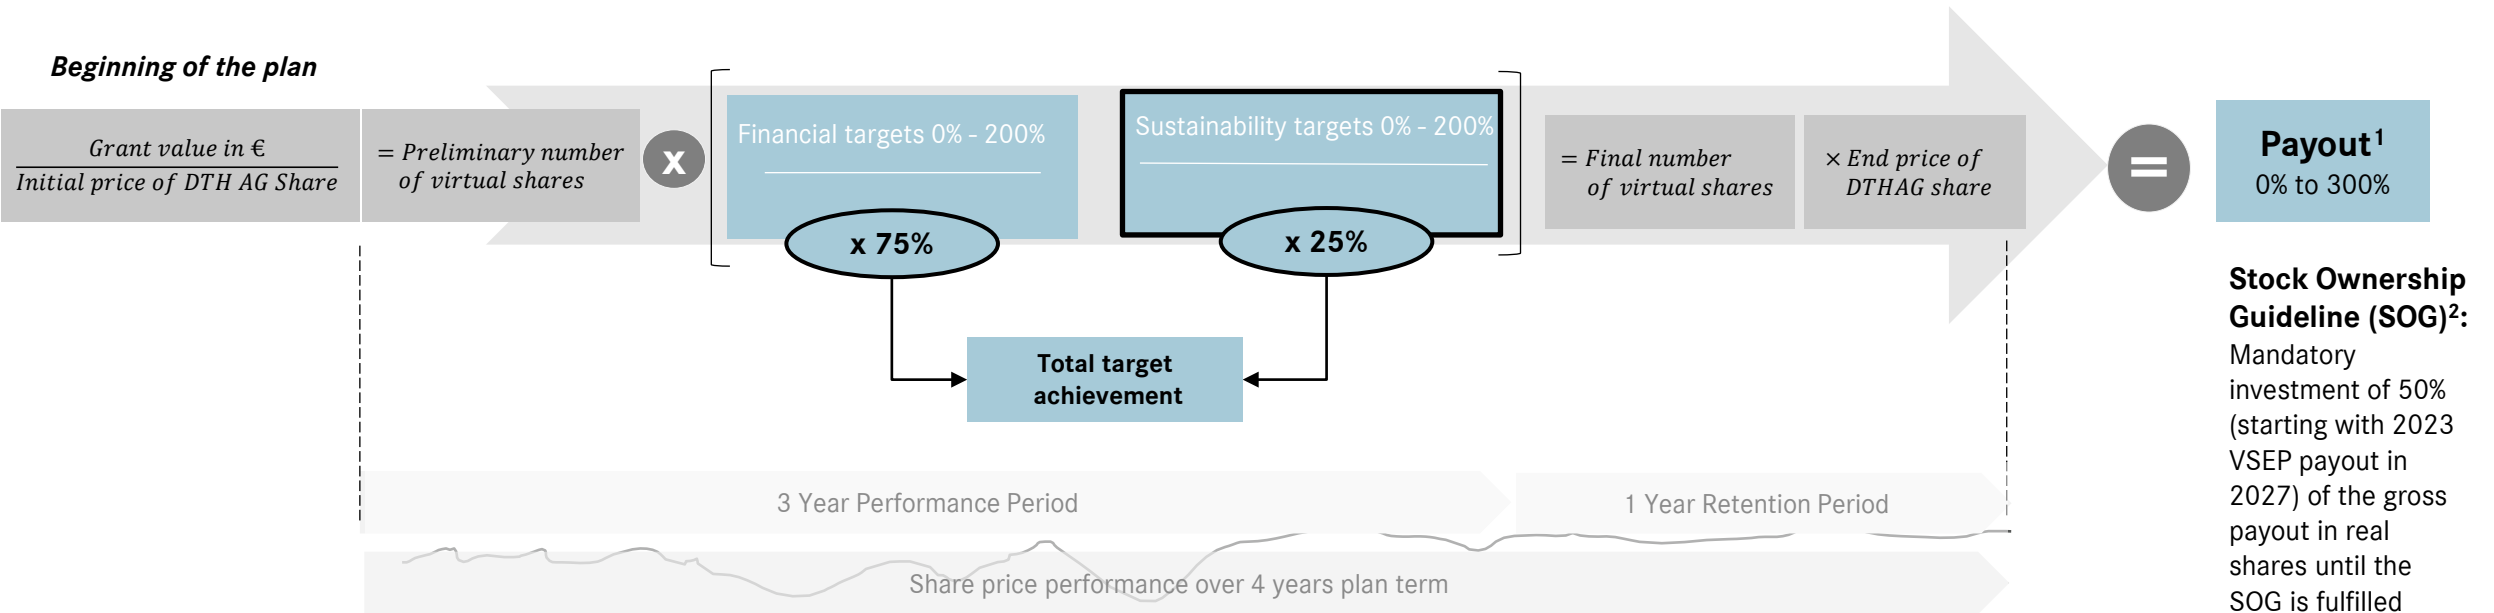 Beginning of the plan
Grant value in €
Initial price of DTH AG Share
= Preliminary number
of virtual shares
x
Financial targets 0% - 200%
x 75%
Sustainability targets 0% - 200%
x 25%
Total target
achievement
= Final number
of virtual shares
× End price of
DTHAG share
=
Payout¹
0% to 300%
Stock Ownership
Guideline (SOG)²:
Mandatory
investment of 50%
(starting with 2023
VSEP payout in
2027) of the gross
payout in real
shares until the
SOG is fulfilled
3 Year Performance Period
1 Year Retention Period
Share price performance over 4 years plan term